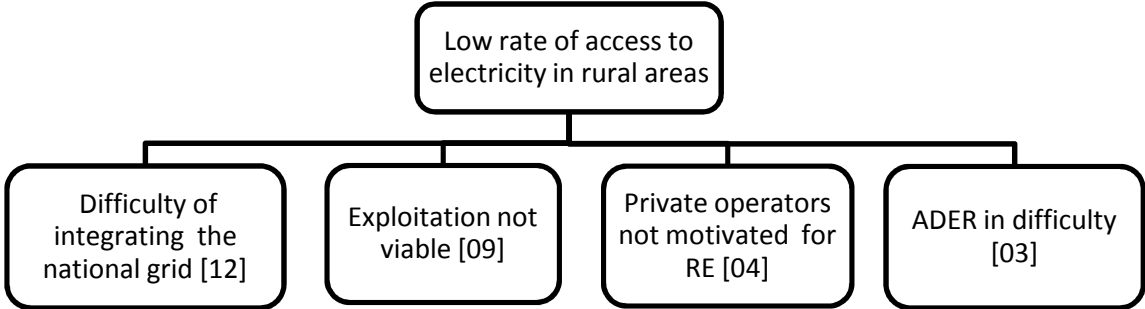 Low rate of access to
electricity in rural areas
Difficulty of
integrating the
national grid [12]
Exploitation not
viable [09]
Private operators
not motivated for
RE [04]
ADER in difficulty
[03]